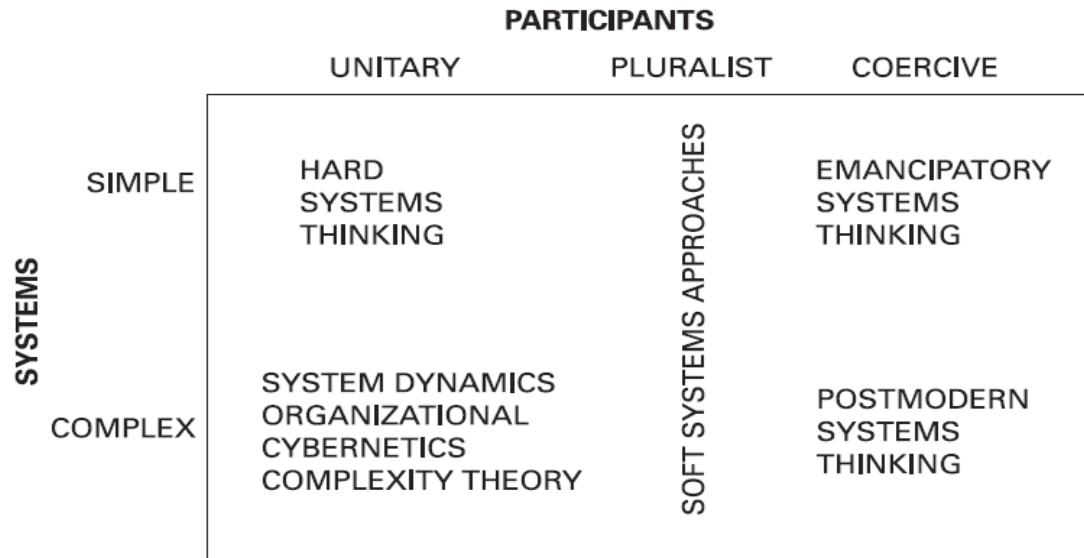 PARTICIPANTS
UNITARY PLURALIST COERCIVE
SYSTEMS
SIMPLE
HARD
SYSTEMS
THINKING
SOFT SYSTEMS APPROACHES
EMANCIPATORY
SYSTEMS
THINKING
COMPLEX
SYSTEM DYNAMICS
ORGANIZATIONAL
CYBERNETICS
COMPLEXITY THEORY
POSTMODERN
SYSTEMS
THINKING